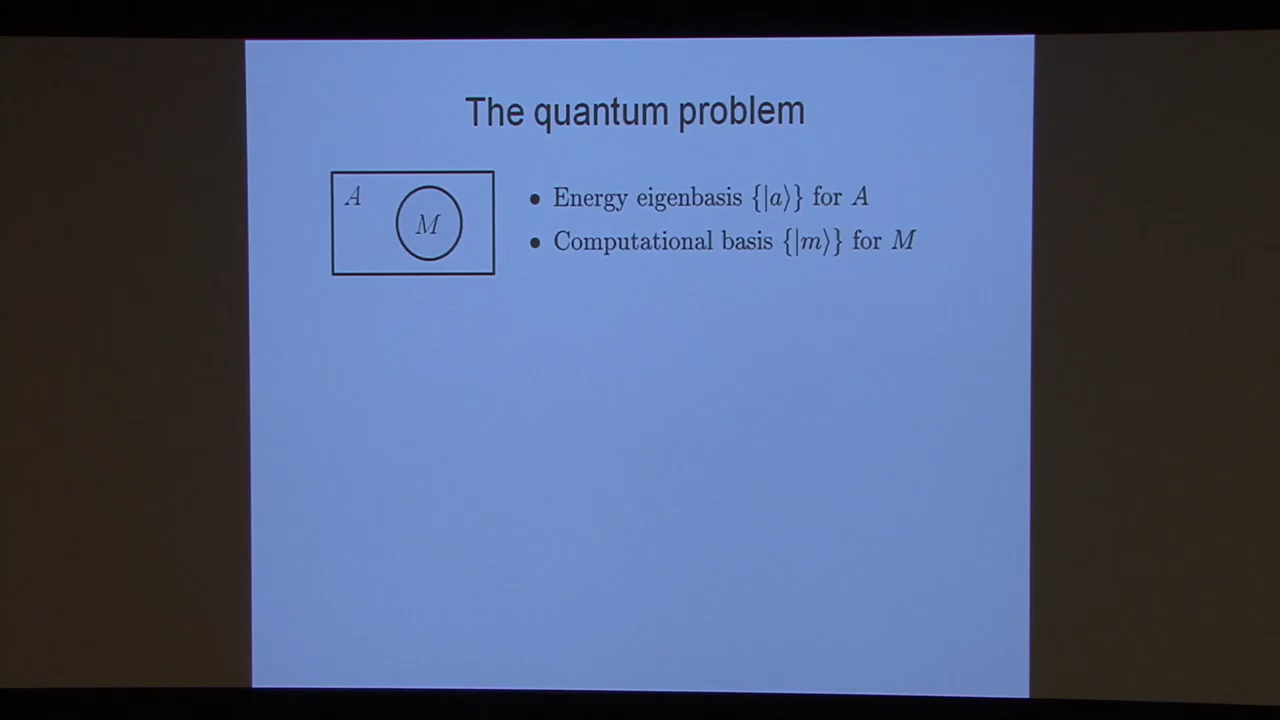 The quantum problem
A
M
• Energy eigenbasis {|a⟩} for A
• Computational basis {|m⟩} for M